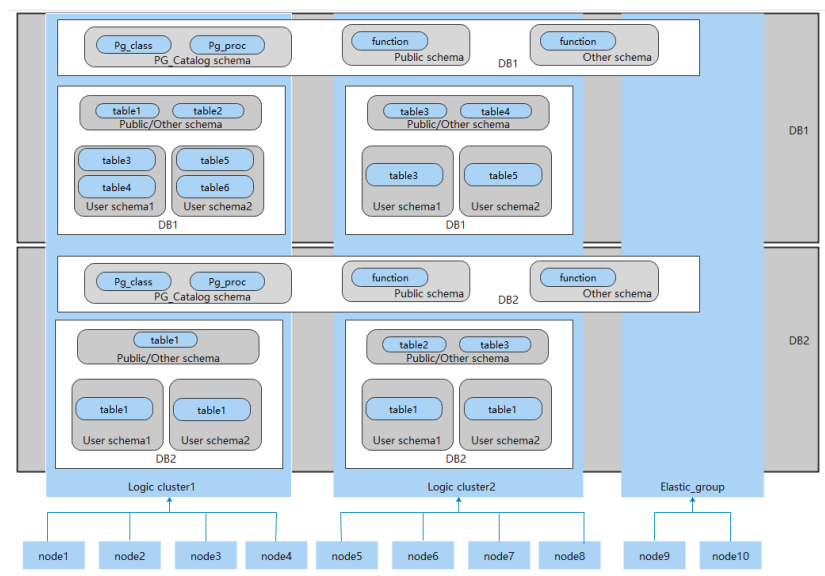 Pg_class
Pg_proc
PG_Catalog schema
function
Public schema
function
Other schema
DB1
table1
table2
Public/Other schema
table3
table4
User schema1
table5
table6
User schema2
DB1
table3
table4
Public/Other schema
table3
User schema1
table5
User schema2
DB1
DB1
Pg_class
Pg_proc
PG_Catalog schema
function
Public schema
function
Other schema
DB2
table1
Public/Other schema
table1
User schema1
table1
User schema2
DB2
table2
table3
Public/Other schema
table1
User schema1
table1
User schema2
DB2
DB2
Logic cluster1
Logic cluster2
Elastic_group
node1
node2
node3
node4
node5
node6
node7
node8
node9
node10